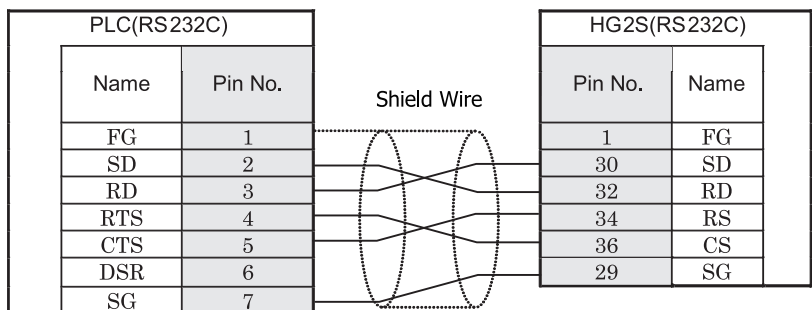 PLC(RS232C) HG2S(RS232C)
Name Pin No. Shield Wire Pin No. Name
FG 1 1 FG
SD 2 30 SD
RD 3 32 RD
RTS 4 34 RS
CTS 5 36 CS
DSR 6 29 SG
SG 7